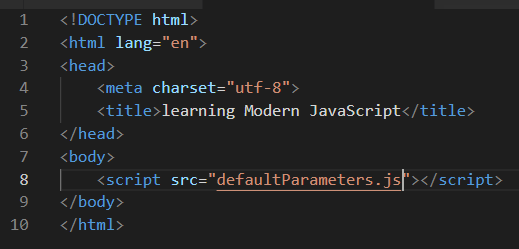 1 <!DOCTYPE html>
2 <html lang="en">
3 <head>
4 <meta charset="utf-8">
5 <title>learning Modern JavaScript</title>
6 </head>
7 <body>
8 <script src="defaultParameters.js"></script>
9 </body>
10 </html>